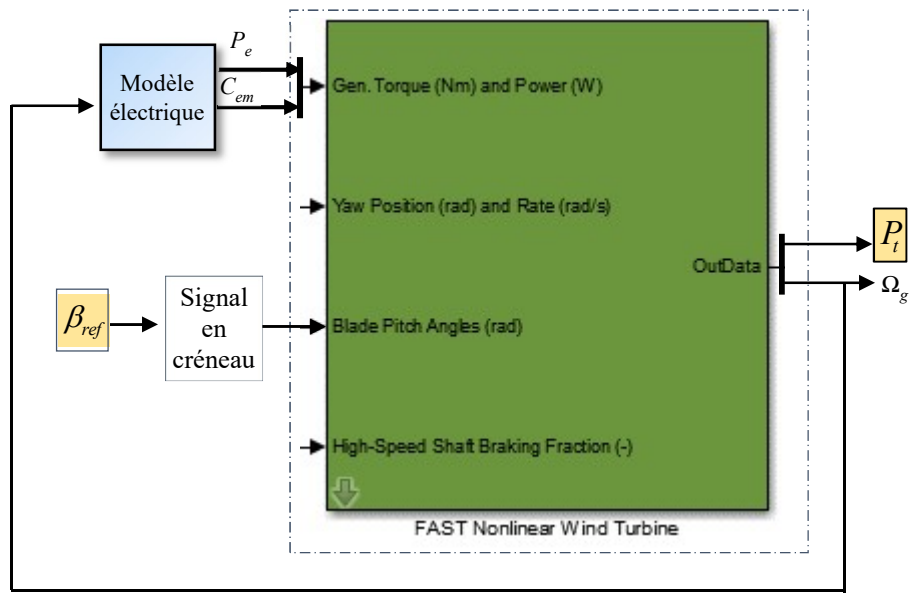 P_e
Modèle
électrique
C_em
Gen. Torque (Nm) and Power (W)
Yaw Position (rad) and Rate (rad/s)
OutData
P_t
Ω_g
β_ref
Signal
en
créneau
Blade Pitch Angles (rad)
High-Speed Shaft Braking Fraction (-)
FAST Nonlinear Wind Turbine